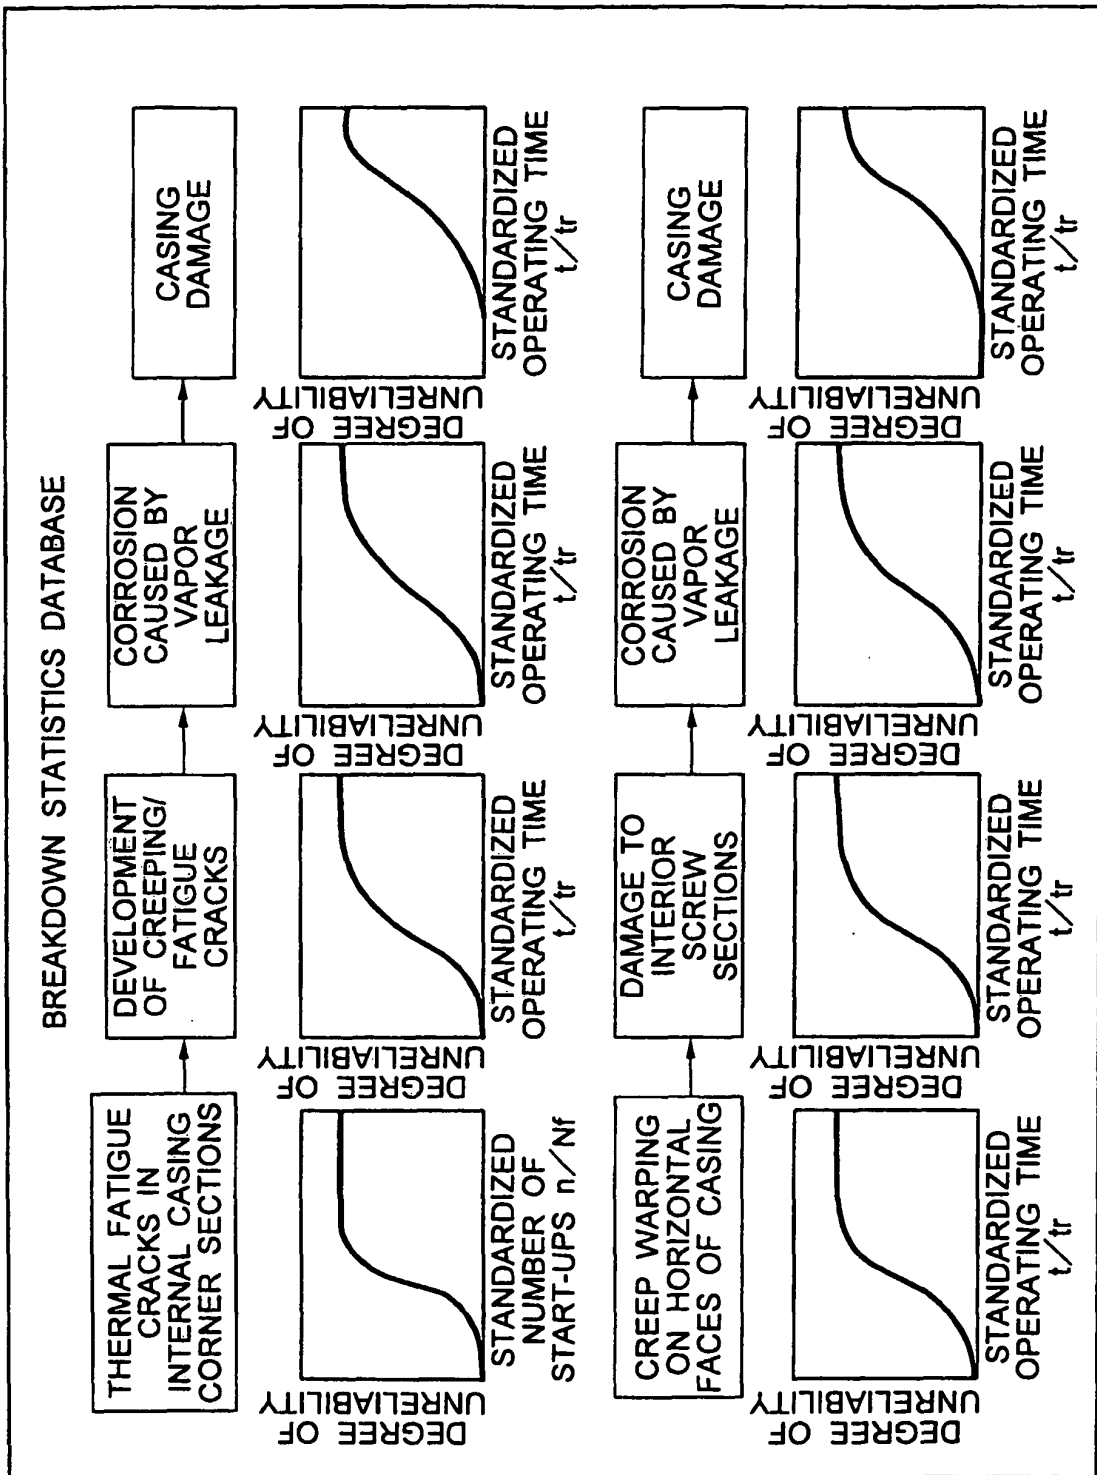 BREAKDOWN STATISTICS DATABASE
THERMAL FATIGUE
CRACKS IN
INTERNAL CASING
CORNER SECTIONS
DEVELOPMENT
OF CREEPING/
FATIGUE
CRACKS
CORROSION
CAUSED BY
VAPOR
LEAKAGE
CASING
DAMAGE
DEGREE OF
UNRELIABILITY
STANDARDIZED
NUMBER OF
START-UPS n/Nf
DEGREE OF
UNRELIABILITY
STANDARDIZED
OPERATING TIME
t/tr
DEGREE OF
UNRELIABILITY
STANDARDIZED
OPERATING TIME
t/tr
DEGREE OF
UNRELIABILITY
STANDARDIZED
OPERATING TIME
t/tr
CREEP WARPING
ON HORIZONTAL
FACES OF CASING
DAMAGE TO
INTERIOR
SCREW
SECTIONS
CORROSION
CAUSED BY
VAPOR
LEAKAGE
CASING
DAMAGE
DEGREE OF
UNRELIABILITY
STANDARDIZED
OPERATING TIME
t/tr
DEGREE OF
UNRELIABILITY
STANDARDIZED
OPERATING TIME
t/tr
DEGREE OF
UNRELIABILITY
STANDARDIZED
OPERATING TIME
t/tr
DEGREE OF
UNRELIABILITY
STANDARDIZED
OPERATING TIME
t/tr